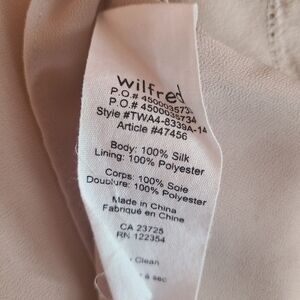 wilfred
P.O.# 4500035733
P.O.# 4500035734
Style #TWA4-8339A-14
Article #47456
Body: 100% Silk
Lining: 100% Polyester
Corps: 100% Soie
Doublure: 100% Polyester
Made in China
Fabriqué en Chine
CA 23725
RN 122354
Clean
à sec